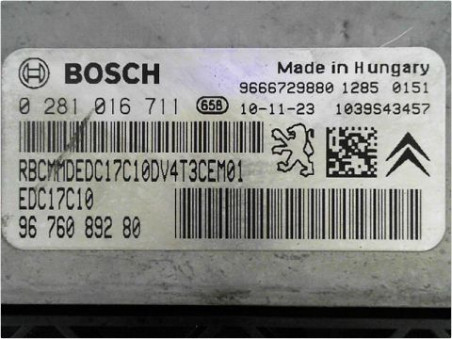 BOSCH
Made in Hungary
9666729880 1285 0151
0 281 016 711 658 10-11-23 1039S43457
RBCMMDEDC17C10DV4T3CEM01
EDC17C10
96 760 892 80